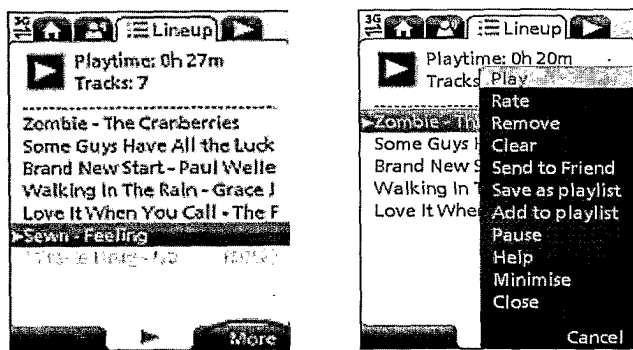 3G
Lineup
Playtime: 0h 27m
Tracks: 7
Zombie - The Cranberries
Some Guys Have All the Luck
Brand New Start - Paul Welle
Walking In The Rain - Grace J
Love It When You Call - The F
Sewn - Feeling
More
3G
Lineup
Playtime: 0h 20m
Tracks
Zombie - Th
Some Guys H
Brand New S
Walking In T
Love It Whe
Play
Rate
Remove
Clear
Send to Friend
Save as playlist
Add to playlist
Pause
Help
Minimise
Close
Cancel